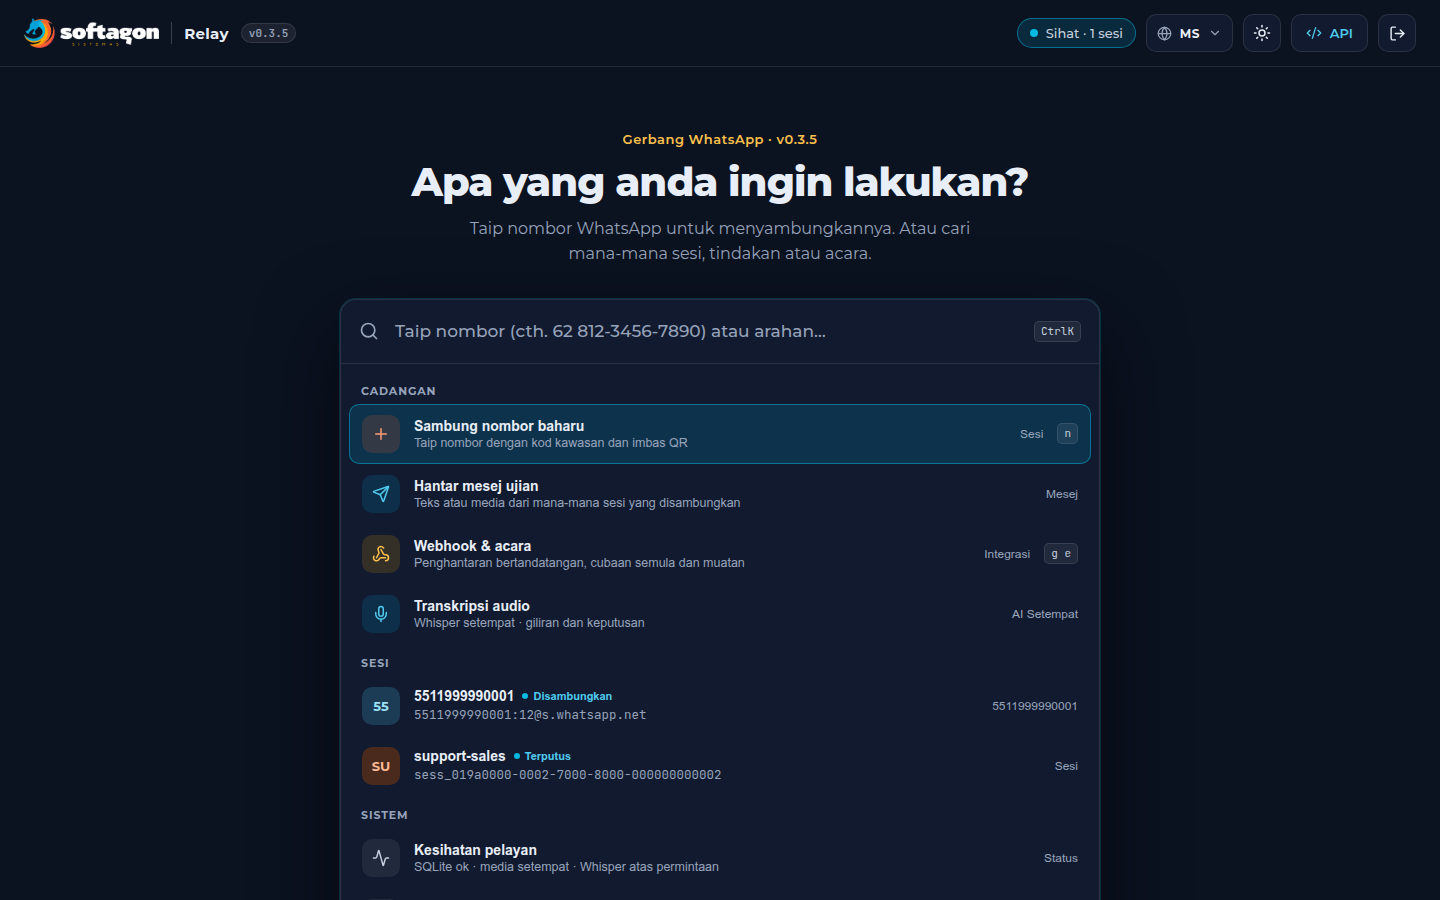 softagon
SISTEMAS
Relay
v0.3.5
Sihat · 1 sesi
MS
API
Gerbang WhatsApp · v0.3.5
Apa yang anda ingin lakukan?
Taip nombor WhatsApp untuk menyambungkannya. Atau cari
mana-mana sesi, tindakan atau acara.
Taip nombor (cth. 62 812-3456-7890) atau arahan...
CtrlK
CADANGAN
Sambung nombor baharu
Taip nombor dengan kod kawasan dan imbas QR
Sesi
n
Hantar mesej ujian
Teks atau media dari mana-mana sesi yang disambungkan
Mesej
Webhook & acara
Penghantaran bertandatangan, cubaan semula dan muatan
Integrasi
g e
Transkripsi audio
Whisper setempat · giliran dan keputusan
AI Setempat
SESI
55
5511999990001
Disambungkan
5511999990001:12@s.whatsapp.net
5511999990001
SU
support-sales
Terputus
sess_019a0000-0002-7000-8000-000000000002
Sesi
SISTEM
Kesihatan pelayan
SQLite ok · media setempat · Whisper atas permintaan
Status